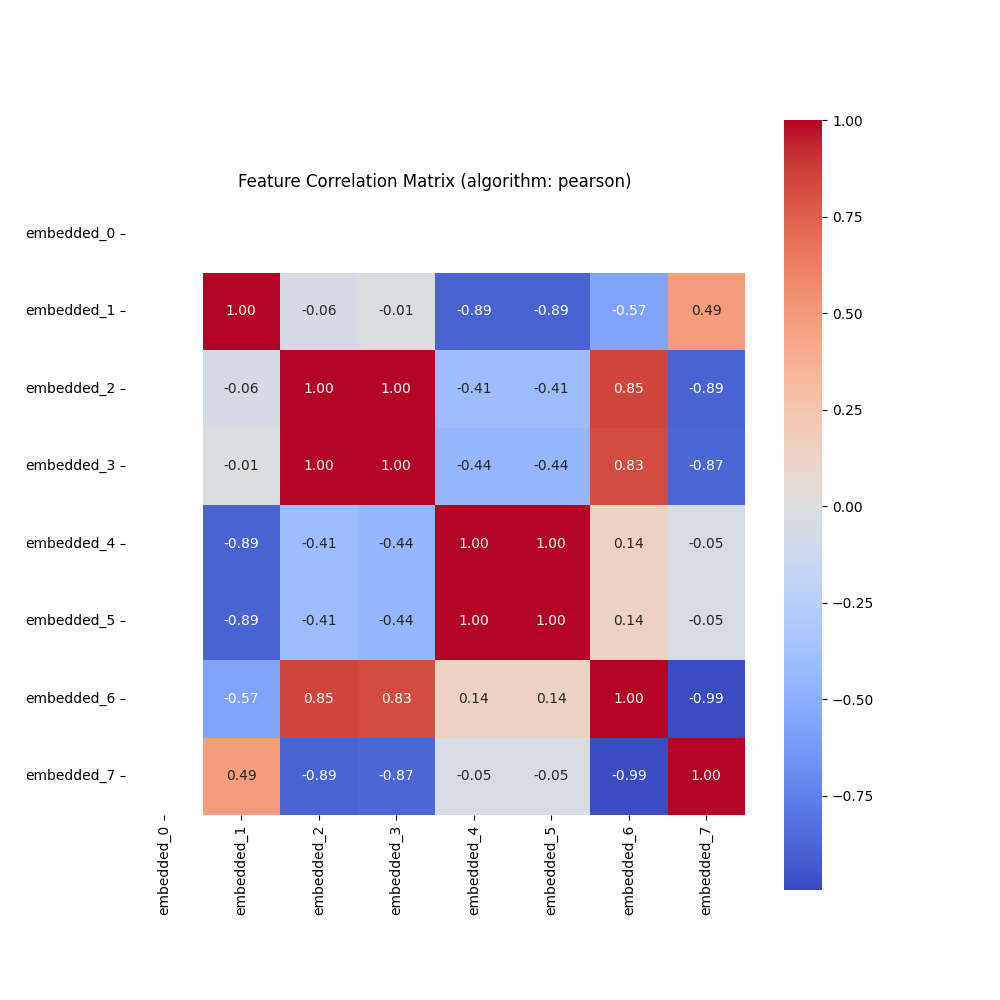 Feature Correlation Matrix (algorithm: pearson)
embedded_0
embedded_1 1.00 -0.06 -0.01 -0.89 -0.89 -0.57 0.49
embedded_2 -0.06 1.00 1.00 -0.41 -0.41 0.85 -0.89
embedded_3 -0.01 1.00 1.00 -0.44 -0.44 0.83 -0.87
embedded_4 -0.89 -0.41 -0.44 1.00 1.00 0.14 -0.05
embedded_5 -0.89 -0.41 -0.44 1.00 1.00 0.14 -0.05
embedded_6 -0.57 0.85 0.83 0.14 0.14 1.00 -0.99
embedded_7 0.49 -0.89 -0.87 -0.05 -0.05 -0.99 1.00
embedded_0 embedded_1 embedded_2 embedded_3 embedded_4 embedded_5 embedded_6 embedded_7
1.00
0.75
0.50
0.25
0.00
−0.25
−0.50
−0.75